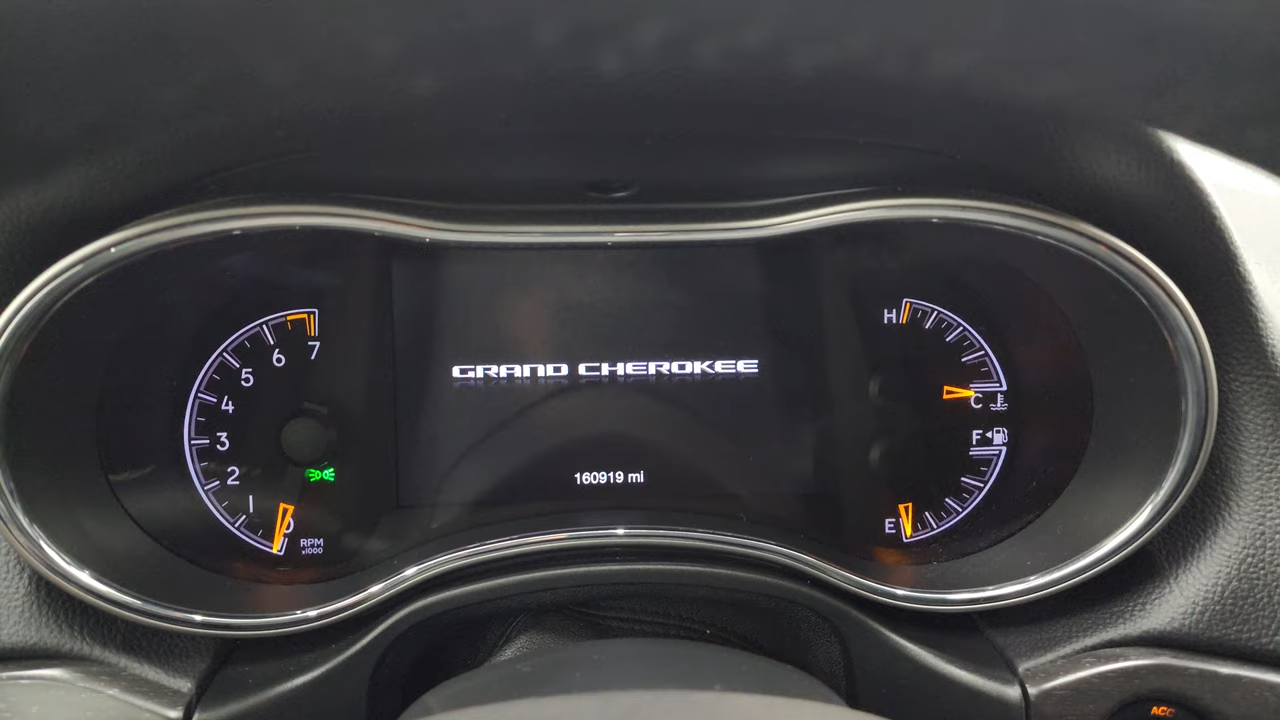 7
6
5
4
3
2
1
0
RPM
x1000
GRAND CHEROKEE
160919 mi
H
C
F
E
ACC